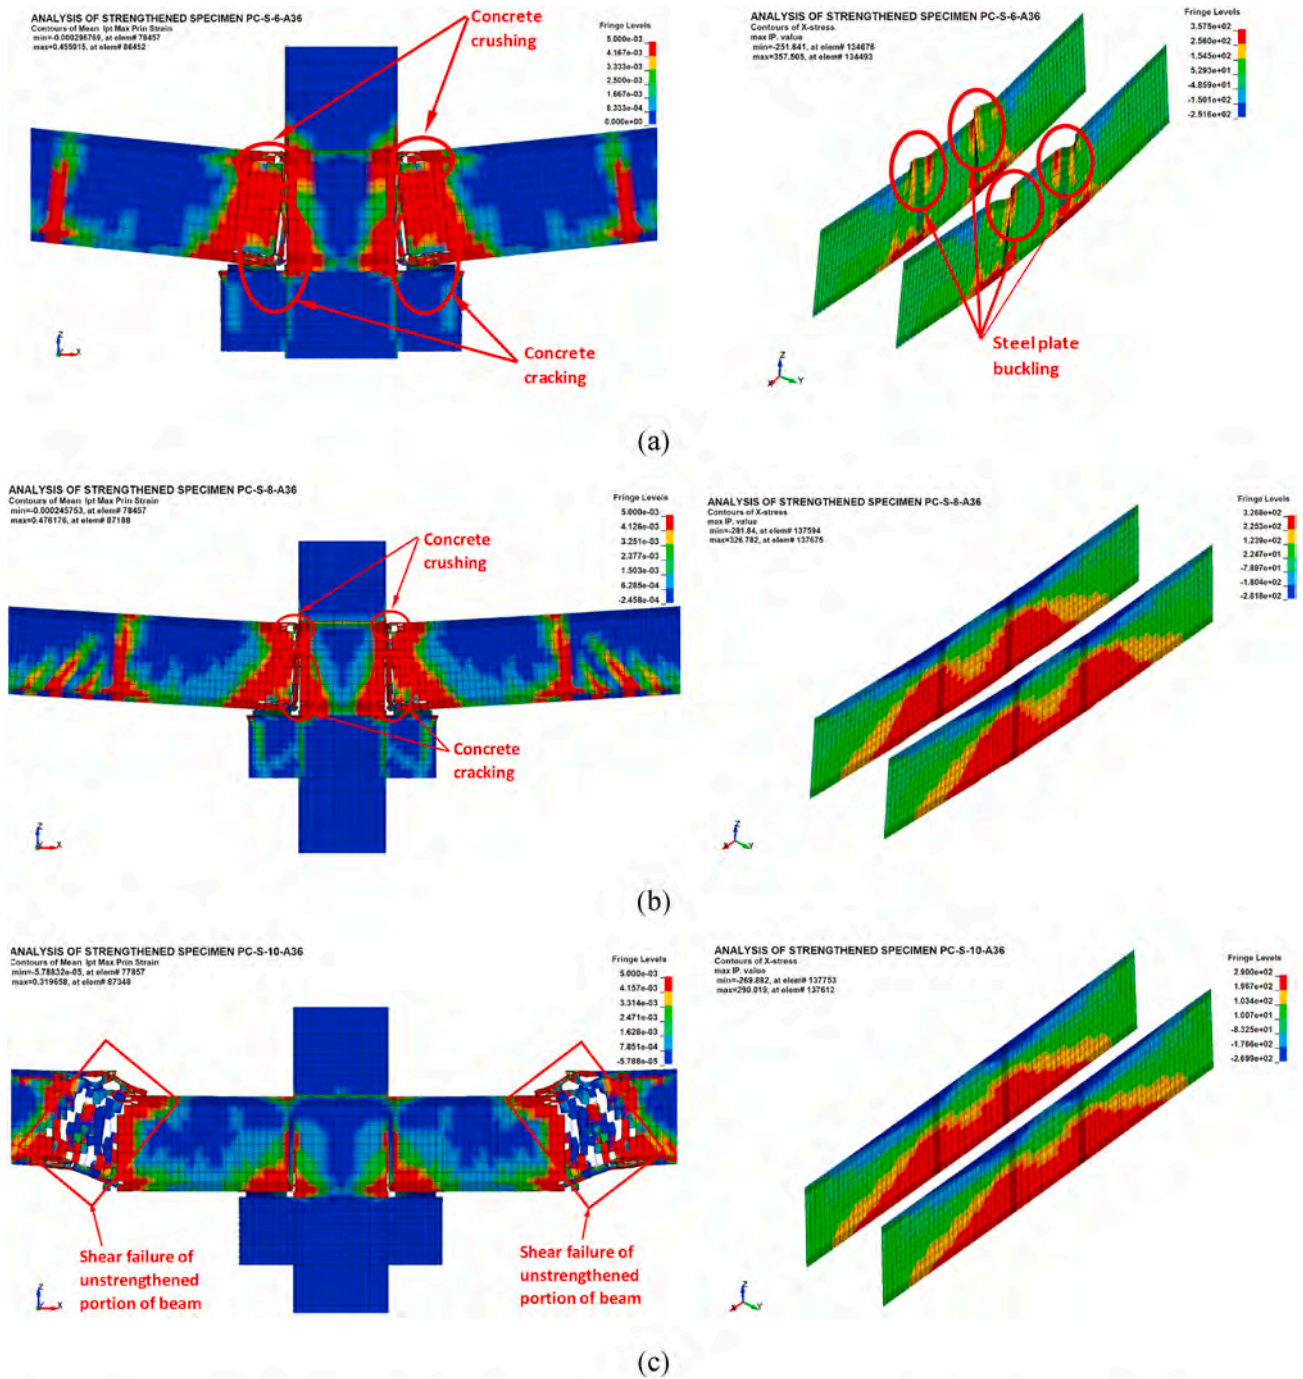 ANALYSIS OF STRENGTHENED SPECIMEN PC-S-6-A36
Contours of Mean Ipt Max Prin Strain
min=-0.000296769, at elem# 78457
max=0.455915, at elem# 86452
Concrete
crushing
Fringe Levels
5.000e-03
4.167e-03
3.333e-03
2.500e-03
1.667e-03
8.333e-04
0.000e+00
Concrete
cracking
Z
X
ANALYSIS OF STRENGTHENED SPECIMEN PC-S-6-A36
Contours of X-stress
max IP. value
min=-251.641, at elem# 134676
max=357.505, at elem# 134493
Fringe Levels
3.575e+02
2.560e+02
1.545e+02
5.293e+01
-4.859e+01
-1.501e+02
-2.516e+02
Steel plate
buckling
Z
X
Y
(a)
ANALYSIS OF STRENGTHENED SPECIMEN PC-S-8-A36
Contours of Mean Ipt Max Prin Strain
min=-0.000245753, at elem# 78457
max=0.476176, at elem# 87188
Concrete
crushing
Fringe Levels
5.000e-03
4.126e-03
3.251e-03
2.377e-03
1.503e-03
6.285e-04
-2.458e-04
Concrete
cracking
Z
Y
X
ANALYSIS OF STRENGTHENED SPECIMEN PC-S-8-A36
Contours of X-stress
max IP. value
min=-281.84, at elem# 137594
max=326.782, at elem# 137675
Fringe Levels
3.268e+02
2.253e+02
1.239e+02
2.247e+01
-7.897e+01
-1.804e+02
-2.818e+02
Z
X
Y
(b)
ANALYSIS OF STRENGTHENED SPECIMEN PC-S-10-A36
Contours of Mean Ipt Max Prin Strain
min=-5.78832e-05, at elem# 77857
max=0.319658, at elem# 87348
Fringe Levels
5.000e-03
4.157e-03
3.314e-03
2.471e-03
1.628e-03
7.851e-04
-5.788e-05
Shear failure of
unstrengthened
portion of beam
Shear failure of
unstrengthened
portion of beam
Z
X
ANALYSIS OF STRENGTHENED SPECIMEN PC-S-10-A36
Contours of X-stress
max IP. value
min=-269.882, at elem# 137753
max=290.019, at elem# 137612
Fringe Levels
2.900e+02
1.967e+02
1.034e+02
1.007e+01
-8.325e+01
-1.766e+02
-2.699e+02
Z
X
Y
(c)